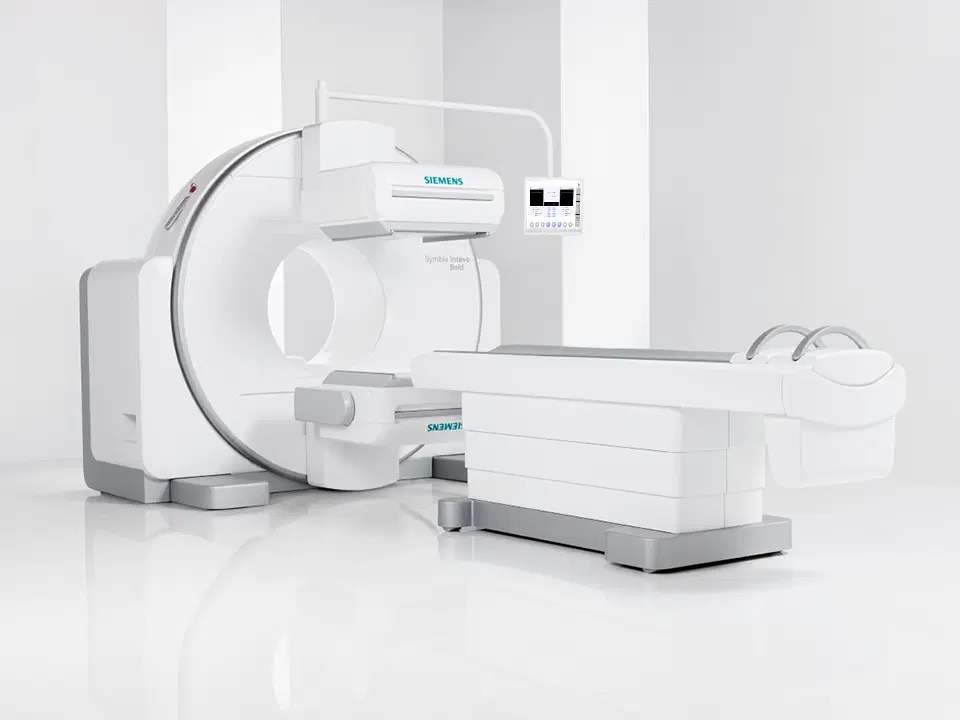 SIEMENS
Symbia Intevo
Bold
SIEMENS